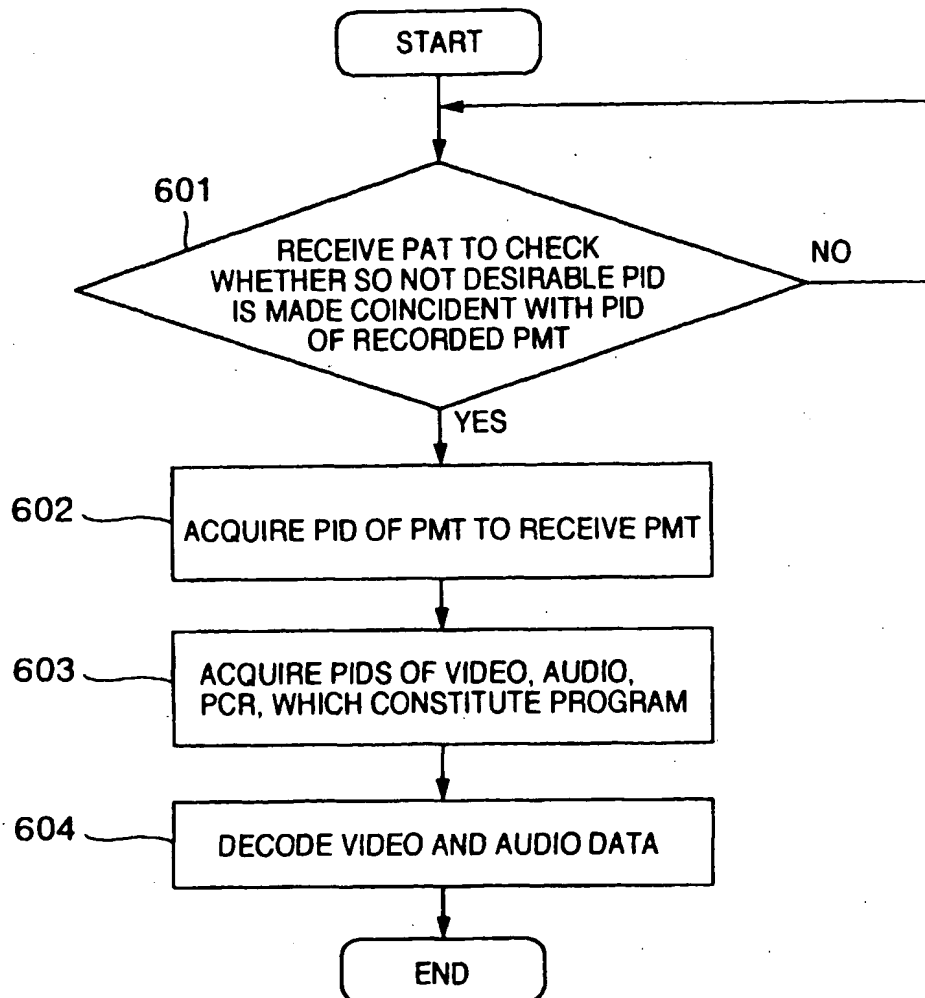 START
601
RECEIVE PAT TO CHECK
WHETHER SO NOT DESIRABLE PID
IS MADE COINCIDENT WITH PID
OF RECORDED PMT
NO
YES
602
ACQUIRE PID OF PMT TO RECEIVE PMT
603
ACQUIRE PIDS OF VIDEO, AUDIO,
PCR, WHICH CONSTITUTE PROGRAM
604
DECODE VIDEO AND AUDIO DATA
END